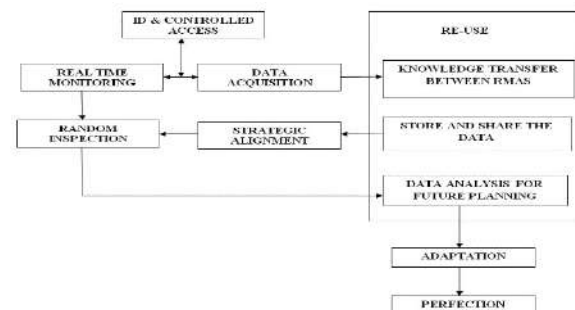 ID & CONTROLLED
ACCESS
RE-USE
REAL TIME
MONITORING
DATA
ACQUISITION
KNOWLEDGE TRANSFER
BETWEEN RMAS
RANDOM
INSPECTION
STRATEGIC
ALIGNMENT
STORE AND SHARE THE
DATA
DATA ANALYSIS FOR
FUTURE PLANNING
ADAPTATION
PERFECTION